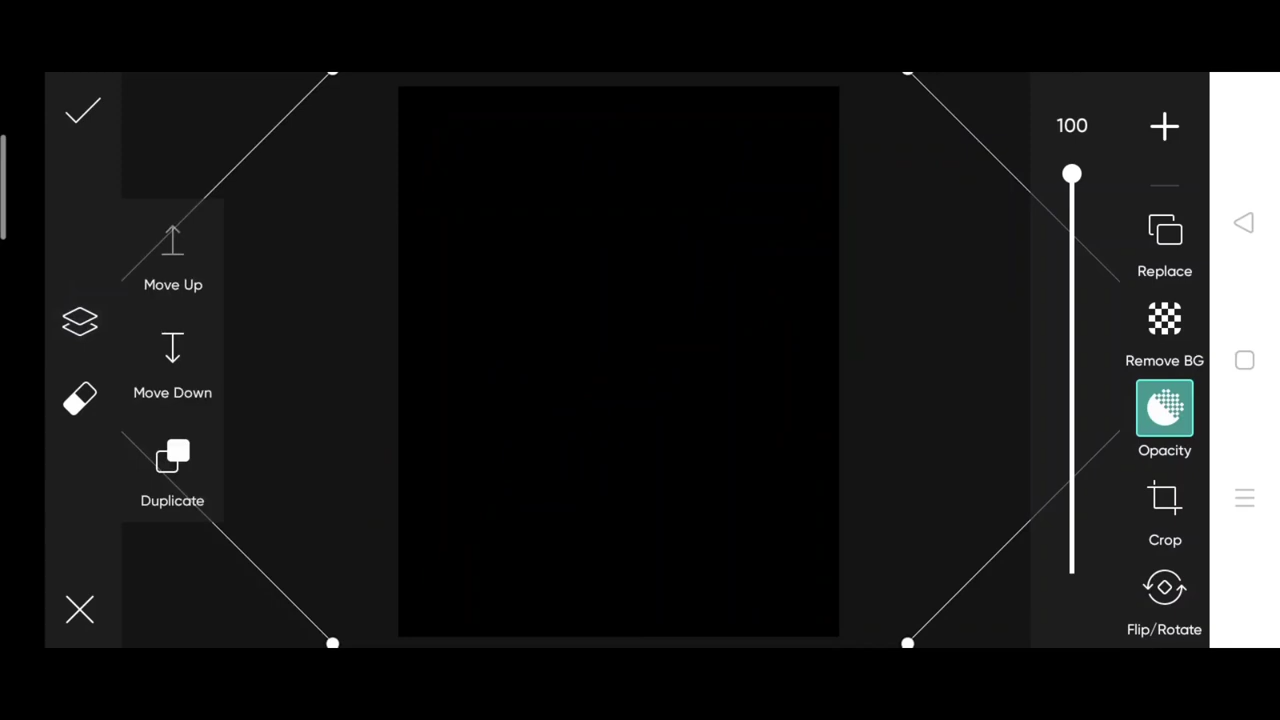 100
Move Up
Replace
Remove BG
Move Down
Opacity
Duplicate
Crop
Flip/Rotate